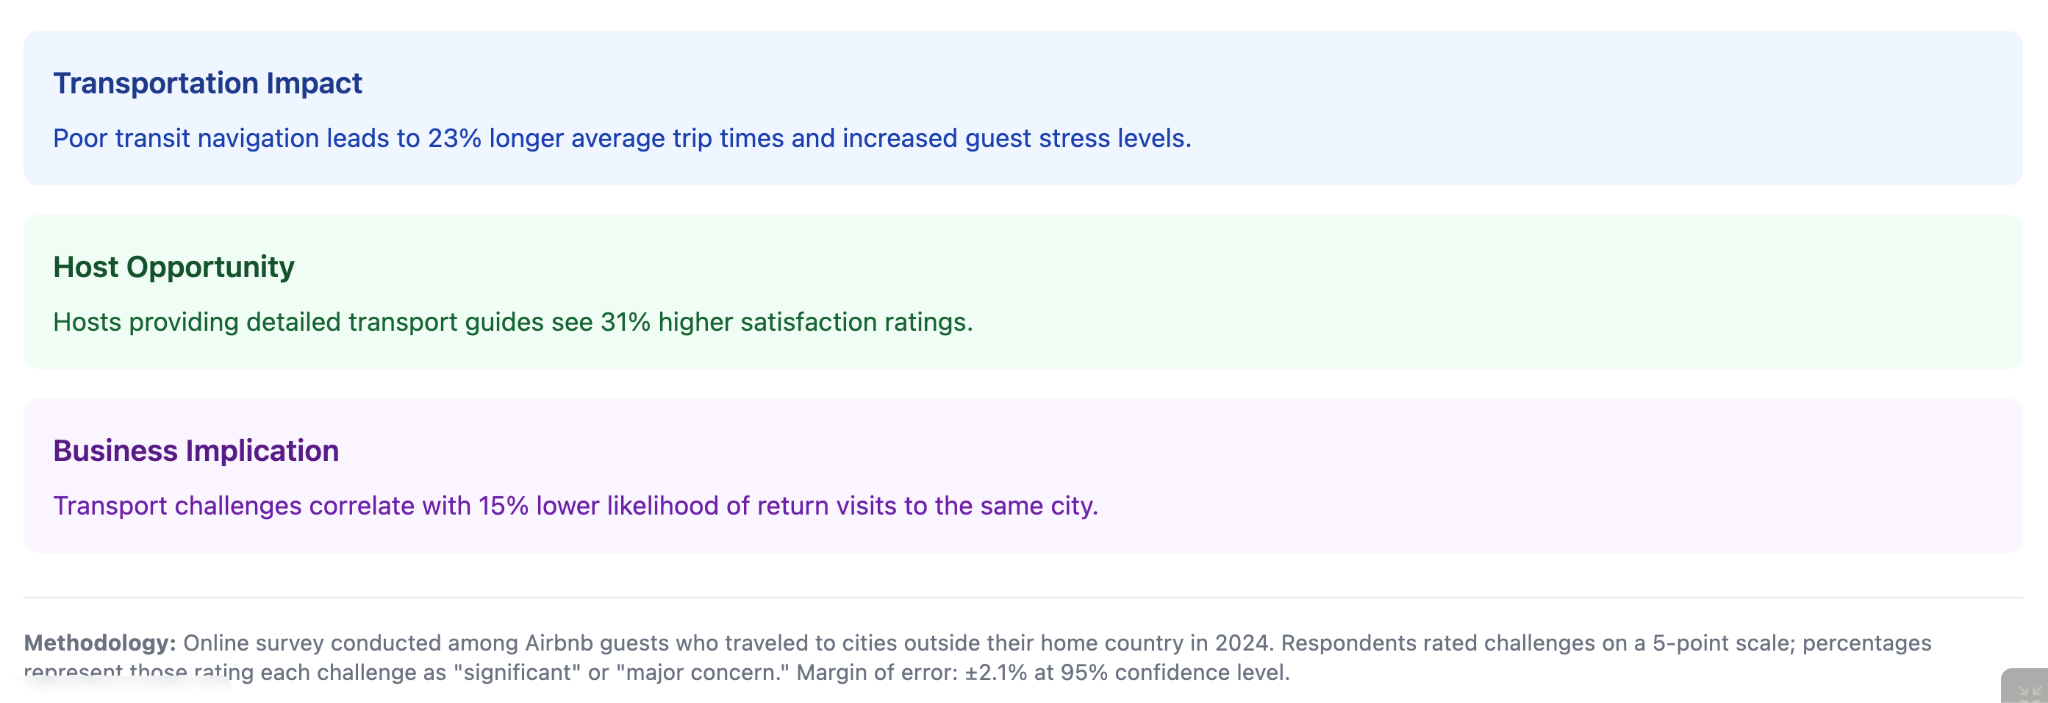 Transportation Impact
Poor transit navigation leads to 23% longer average trip times and increased guest stress levels.
Host Opportunity
Hosts providing detailed transport guides see 31% higher satisfaction ratings.
Business Implication
Transport challenges correlate with 15% lower likelihood of return visits to the same city.
Methodology: Online survey conducted among Airbnb guests who traveled to cities outside their home country in 2024. Respondents rated challenges on a 5-point scale; percentages
represent those rating each challenge as "significant" or "major concern." Margin of error: ±2.1% at 95% confidence level.